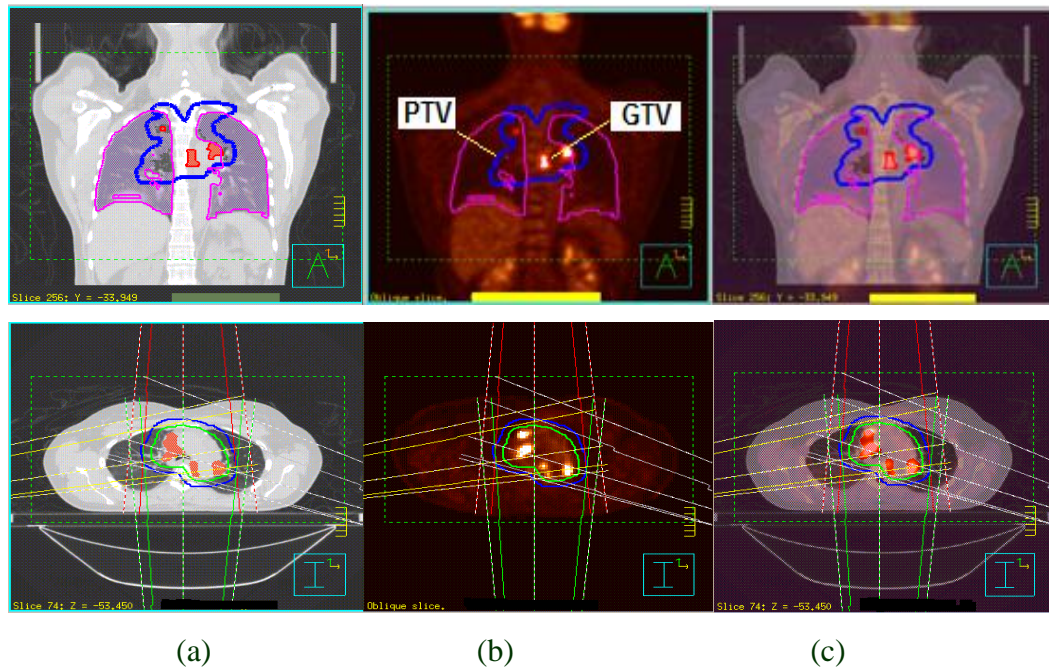 PTV
GTV
A
A
A
Slice 256: Y = -33.949
Oblique slice.
Slice 256: Y = -33.949
I
I
I
Slice 74: Z = -53.450
Oblique slice.
Slice 74: Z = -53.450
(a)
(b)
(c)